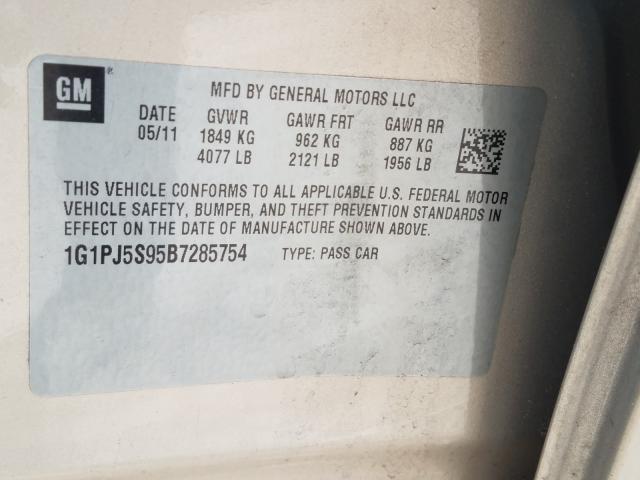 GM
MFD BY GENERAL MOTORS LLC
DATE GVWR GAWR FRT GAWR RR
05/11 1849 KG 962 KG 887 KG
4077 LB 2121 LB 1956 LB
THIS VEHICLE CONFORMS TO ALL APPLICABLE U.S. FEDERAL MOTOR
VEHICLE SAFETY, BUMPER, AND THEFT PREVENTION STANDARDS IN
EFFECT ON THE DATE OF MANUFACTURE SHOWN ABOVE.
1G1PJ5S95B7285754 TYPE: PASS CAR